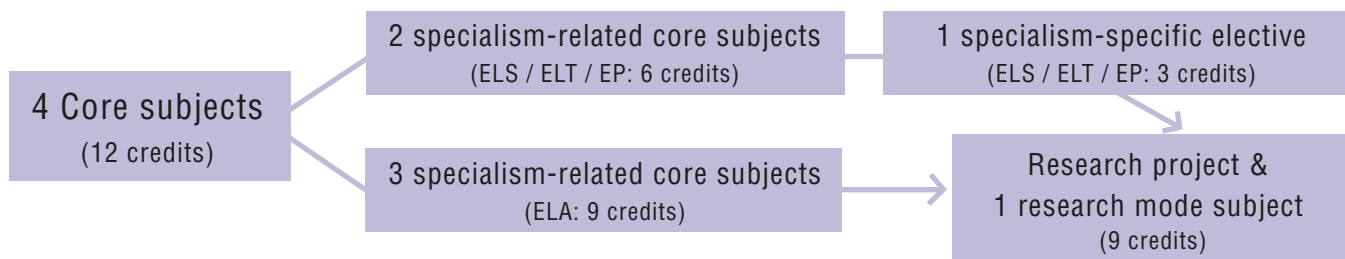 4 Core subjects
(12 credits)
2 specialism-related core subjects
(ELS / ELT / EP: 6 credits)
1 specialism-specific elective
(ELS / ELT / EP: 3 credits)
3 specialism-related core subjects
(ELA: 9 credits)
Research project &
1 research mode subject
(9 credits)